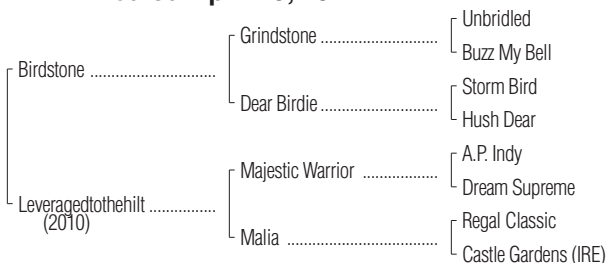 Unbridled
Grindstone
Buzz My Bell
Birdstone
Storm Bird
Dear Birdie
Hush Dear
A.P. Indy
Majestic Warrior
Dream Supreme
Leveragedtothehilt
(2010)
Regal Classic
Malia
Castle Gardens (IRE)